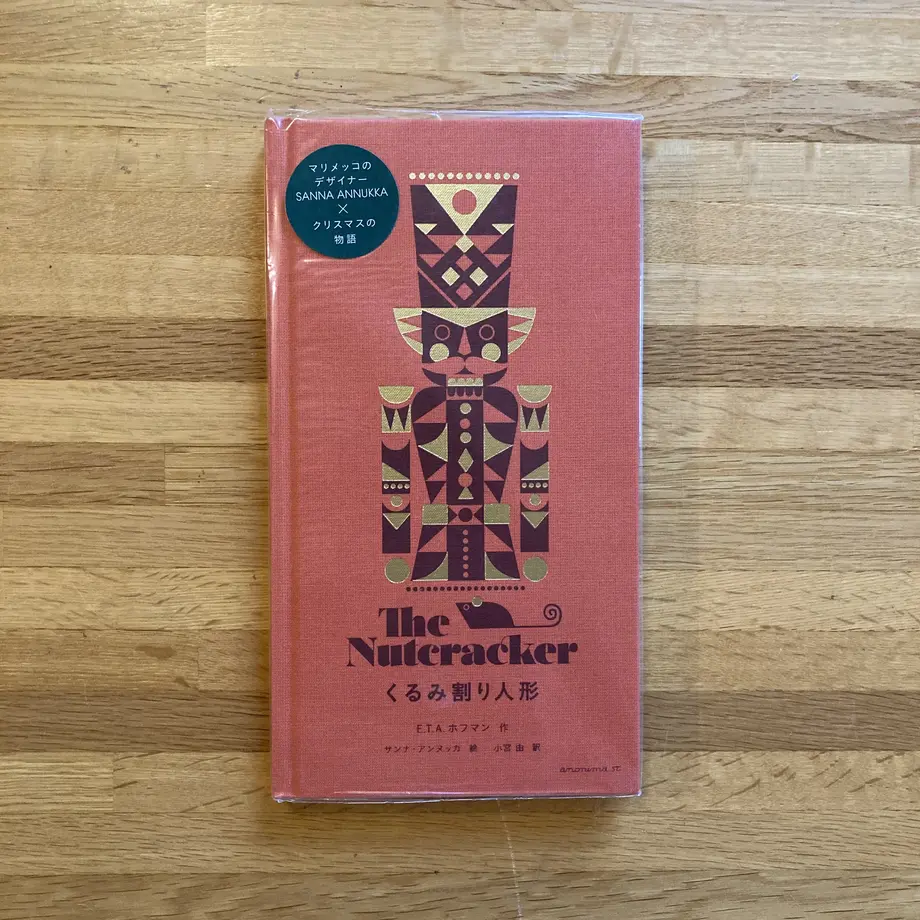 マリメッコの
デザイナー
SANNA ANNUKKA
×
クリスマスの
物語
The
Nutcracker
くるみ割り人形
E.T.A.ホフマン 作
サンナ・アンヌッカ 絵 小宮 由 訳
anonima st.